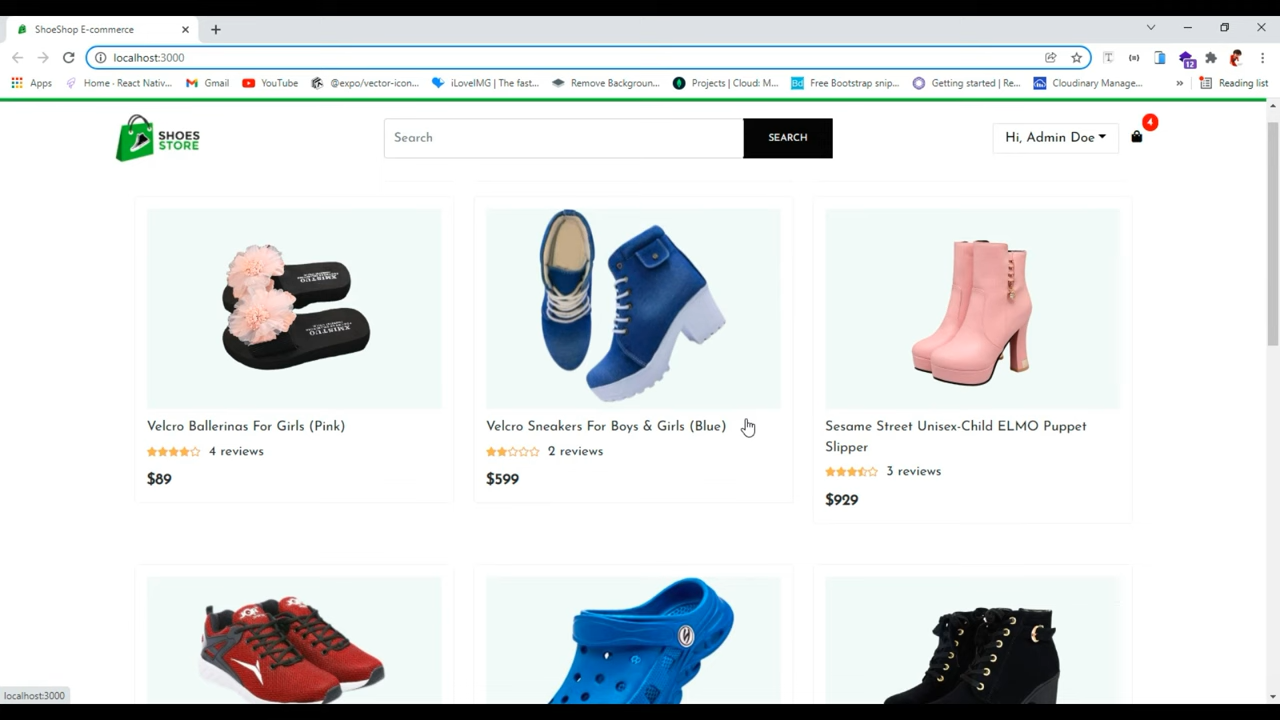 ShoeShop E-commerce
localhost:3000
12
Apps
Home - React Nativ...
Gmail
YouTube
@expo/vector-icon...
iLoveIMG | The fast...
Remove Backgroun...
Projects | Cloud: M...
Bd
Free Bootstrap snip...
Getting started | Re...
Cloudinary Manage...
»
Reading list
SHOES
STORE
Search
SEARCH
Hi, Admin Doe
4
Velcro Ballerinas For Girls (Pink)
4 reviews
$89
Velcro Sneakers For Boys & Girls (Blue)
2 reviews
$599
Sesame Street Unisex-Child ELMO Puppet
Slipper
3 reviews
$929
localhost:3000